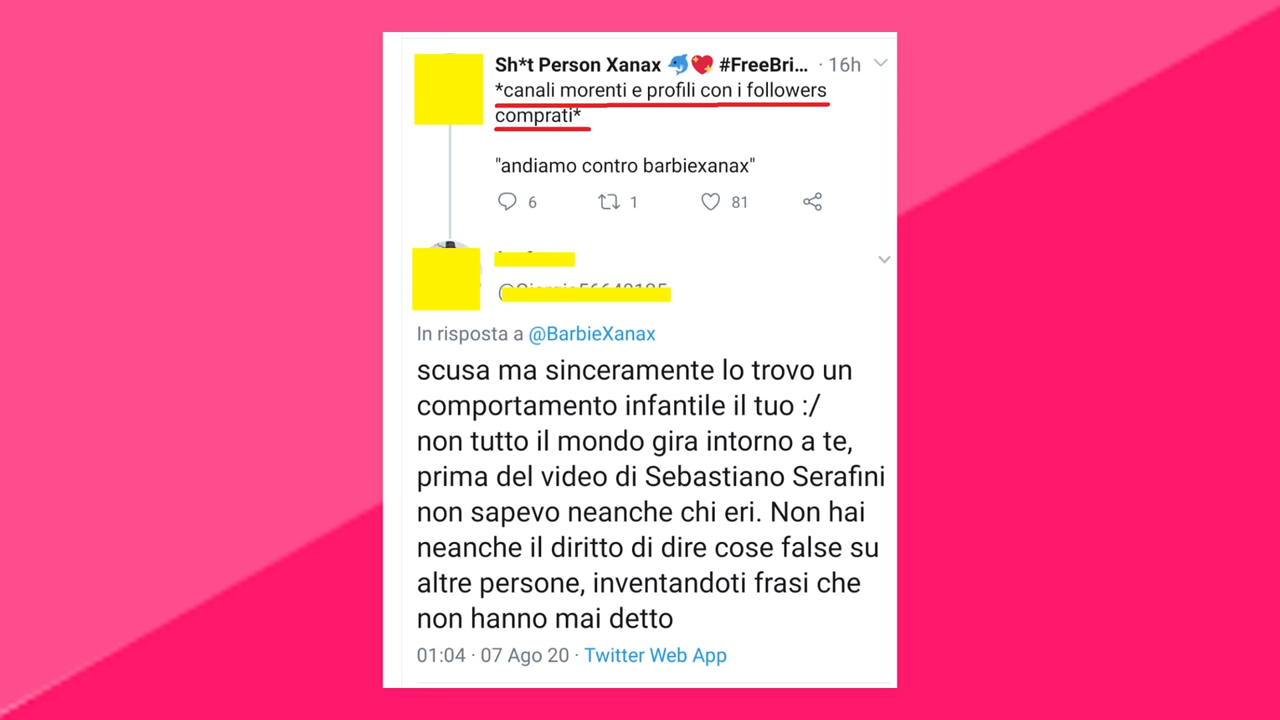 Sh*t Person Xanax 🐬💖 #FreeBri... · 16h
*canali morenti e profili con i followers
comprati*
"andiamo contro barbiexanax"
6 1 81
In risposta a @BarbieXanax
scusa ma sinceramente lo trovo un
comportamento infantile il tuo :/
non tutto il mondo gira intorno a te,
prima del video di Sebastiano Serafini
non sapevo neanche chi eri. Non hai
neanche il diritto di dire cose false su
altre persone, inventandoti frasi che
non hanno mai detto
01:04 · 07 Ago 20 · Twitter Web App